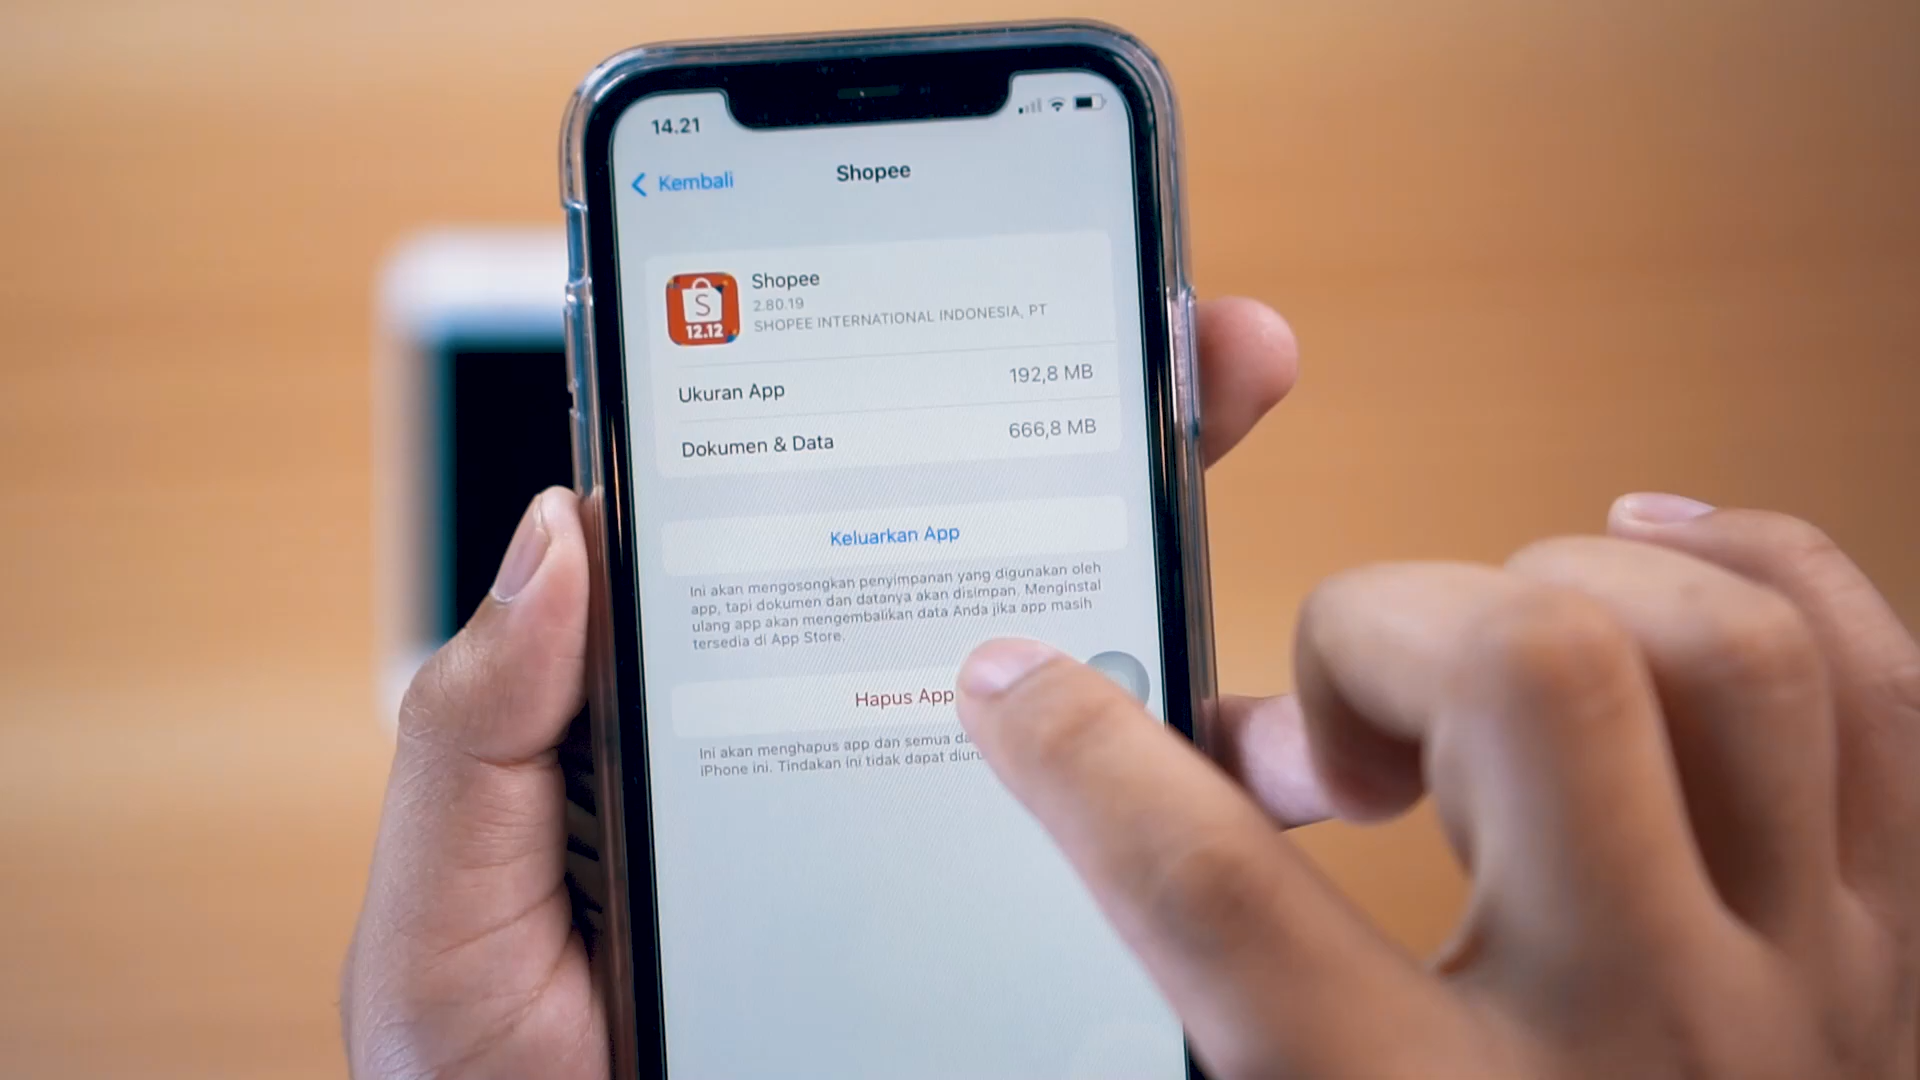 14.21
Kembali
Shopee
S
12.12
Shopee
2.80.19
SHOPEE INTERNATIONAL INDONESIA, PT
Ukuran App
192,8 MB
Dokumen & Data
666,8 MB
Keluarkan App
Ini akan mengosongkan penyimpanan yang digunakan oleh
app, tapi dokumen dan datanya akan disimpan. Menginstal
ulang app akan mengembalikan data Anda jika app masih
tersedia di App Store.
Hapus App
Ini akan menghapus app dan semua
iPhone ini. Tindakan ini tidak dapat